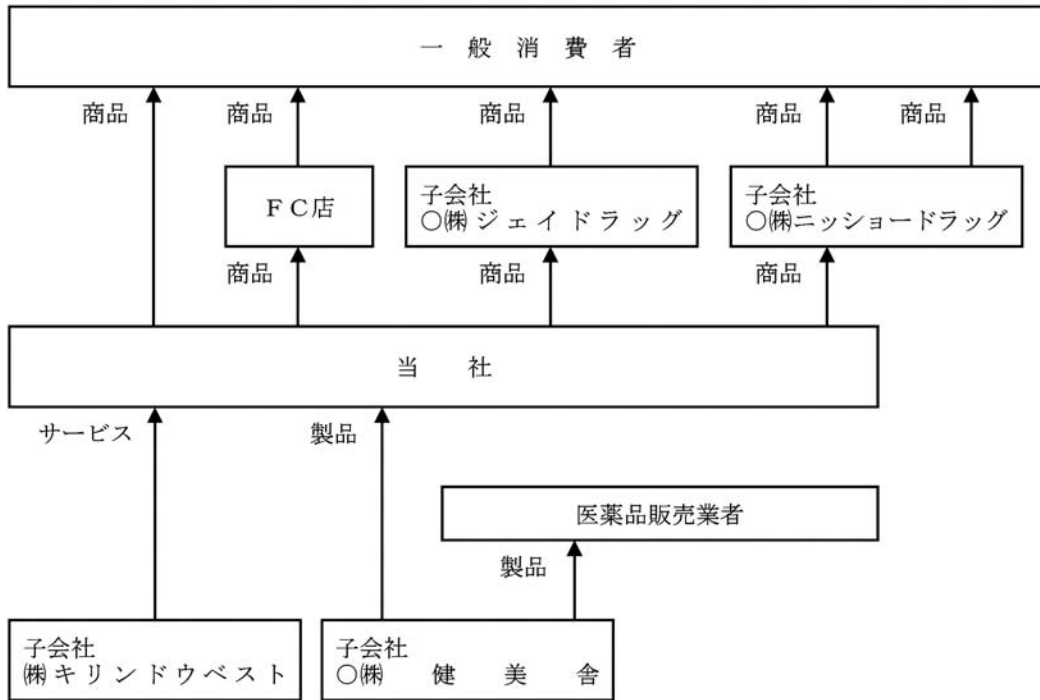 一般消費者
商品 商品 商品 商品 商品
FC店
子会社
○㈱ジェイドラッグ
子会社
○㈱ニッショードラッグ
商品 商品 商品
当社
サービス 製品
医薬品販売業者
製品
子会社
㈱キリンドウベスト
子会社
○㈱健美舎